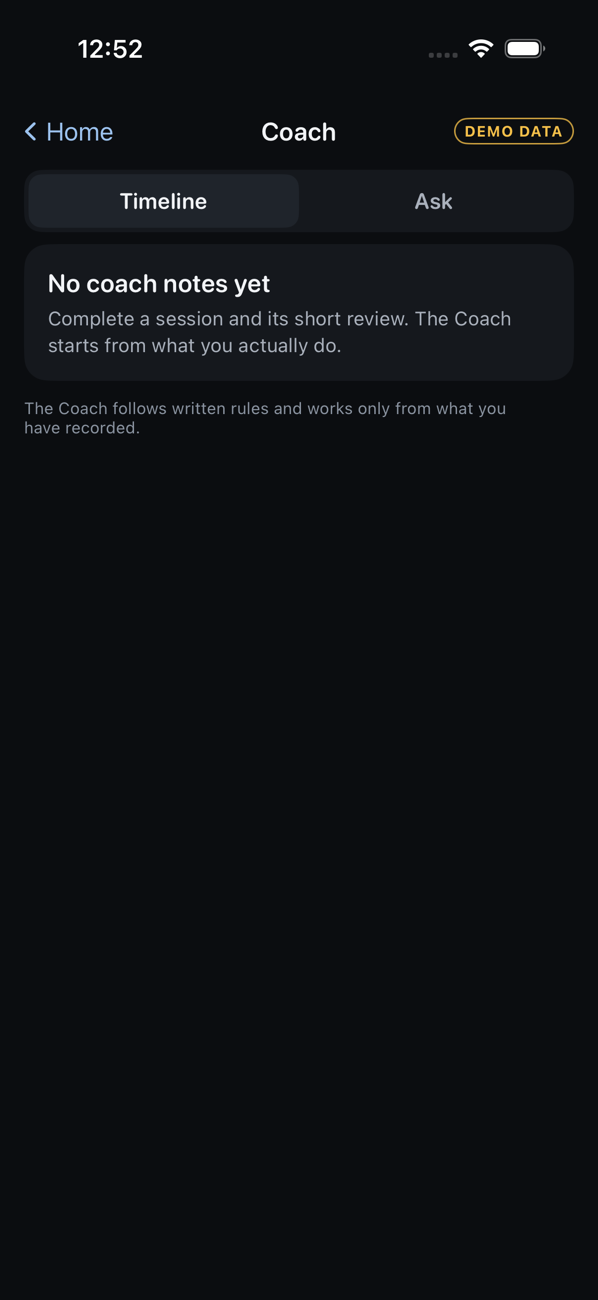 12:52
Home
Coach
DEMO DATA
Timeline
Ask
No coach notes yet
Complete a session and its short review. The Coach
starts from what you actually do.
The Coach follows written rules and works only from what you
have recorded.